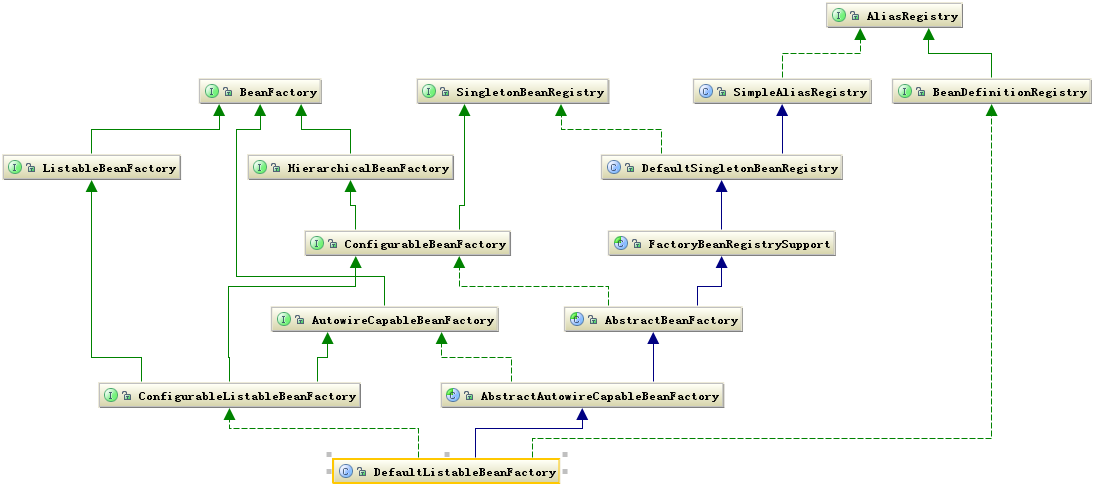 AliasRegistry
BeanFactory
SingletonBeanRegistry
SimpleAliasRegistry
BeanDefinitionRegistry
ListableBeanFactory
HierarchicalBeanFactory
DefaultSingletonBeanRegistry
ConfigurableBeanFactory
FactoryBeanRegistrySupport
AutowireCapableBeanFactory
AbstractBeanFactory
ConfigurableListableBeanFactory
AbstractAutowireCapableBeanFactory
DefaultListableBeanFactory